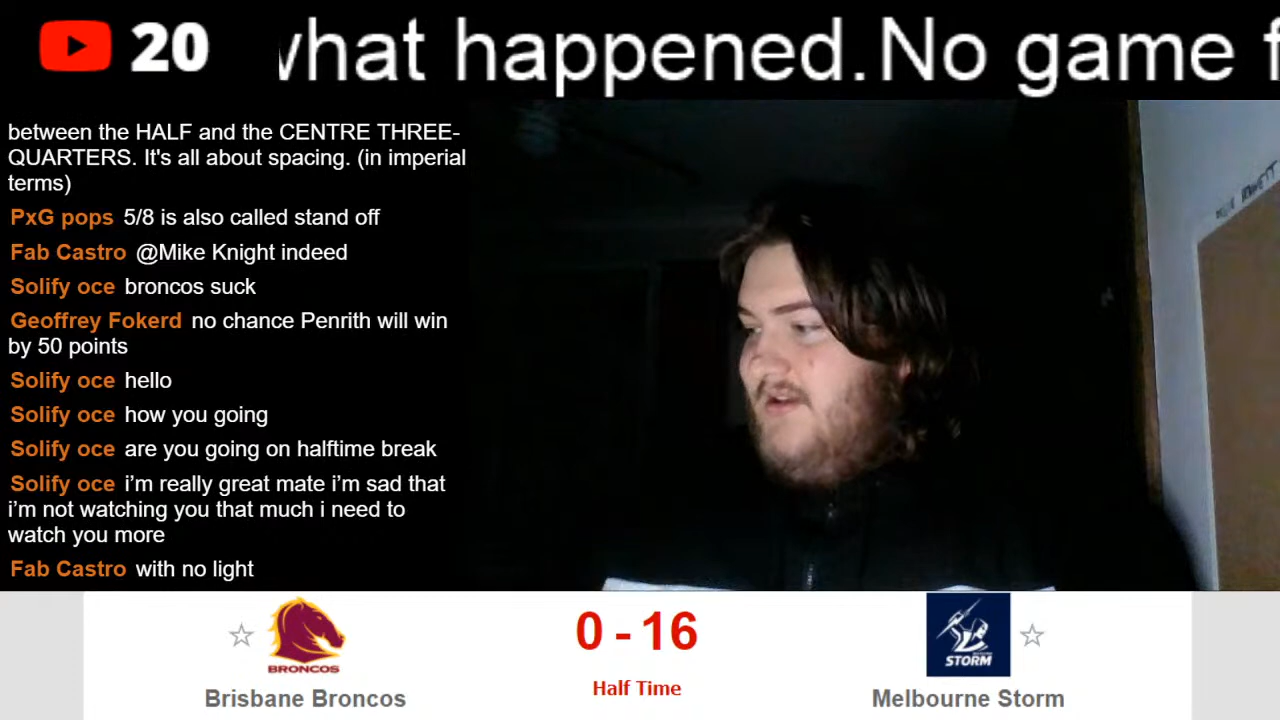 20
what happened.No game f
between the HALF and the CENTRE THREE-
QUARTERS. It's all about spacing. (in imperial
terms)
PxG pops 5/8 is also called stand off
Fab Castro @Mike Knight indeed
Solify oce broncos suck
Geoffrey Fokerd no chance Penrith will win
by 50 points
Solify oce hello
Solify oce how you going
Solify oce are you going on halftime break
Solify oce i’m really great mate i’m sad that
i’m not watching you that much i need to
watch you more
Fab Castro with no light
0 - 16
BRONCOS
STORM
Half Time
Brisbane Broncos
Melbourne Storm